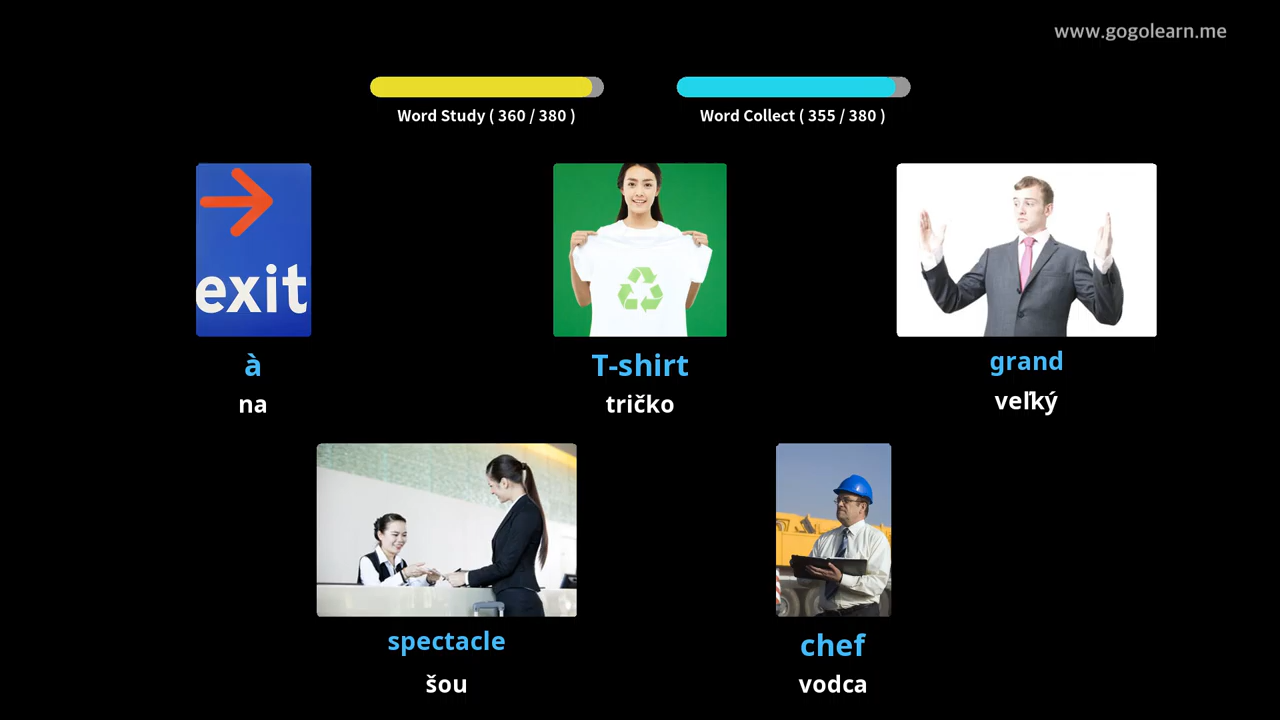 www.gogolearn.me
Word Study ( 360 / 380 )
Word Collect ( 355 / 380 )
exit
à
na
T-shirt
tričko
grand
veľký
spectacle
šou
chef
vodca